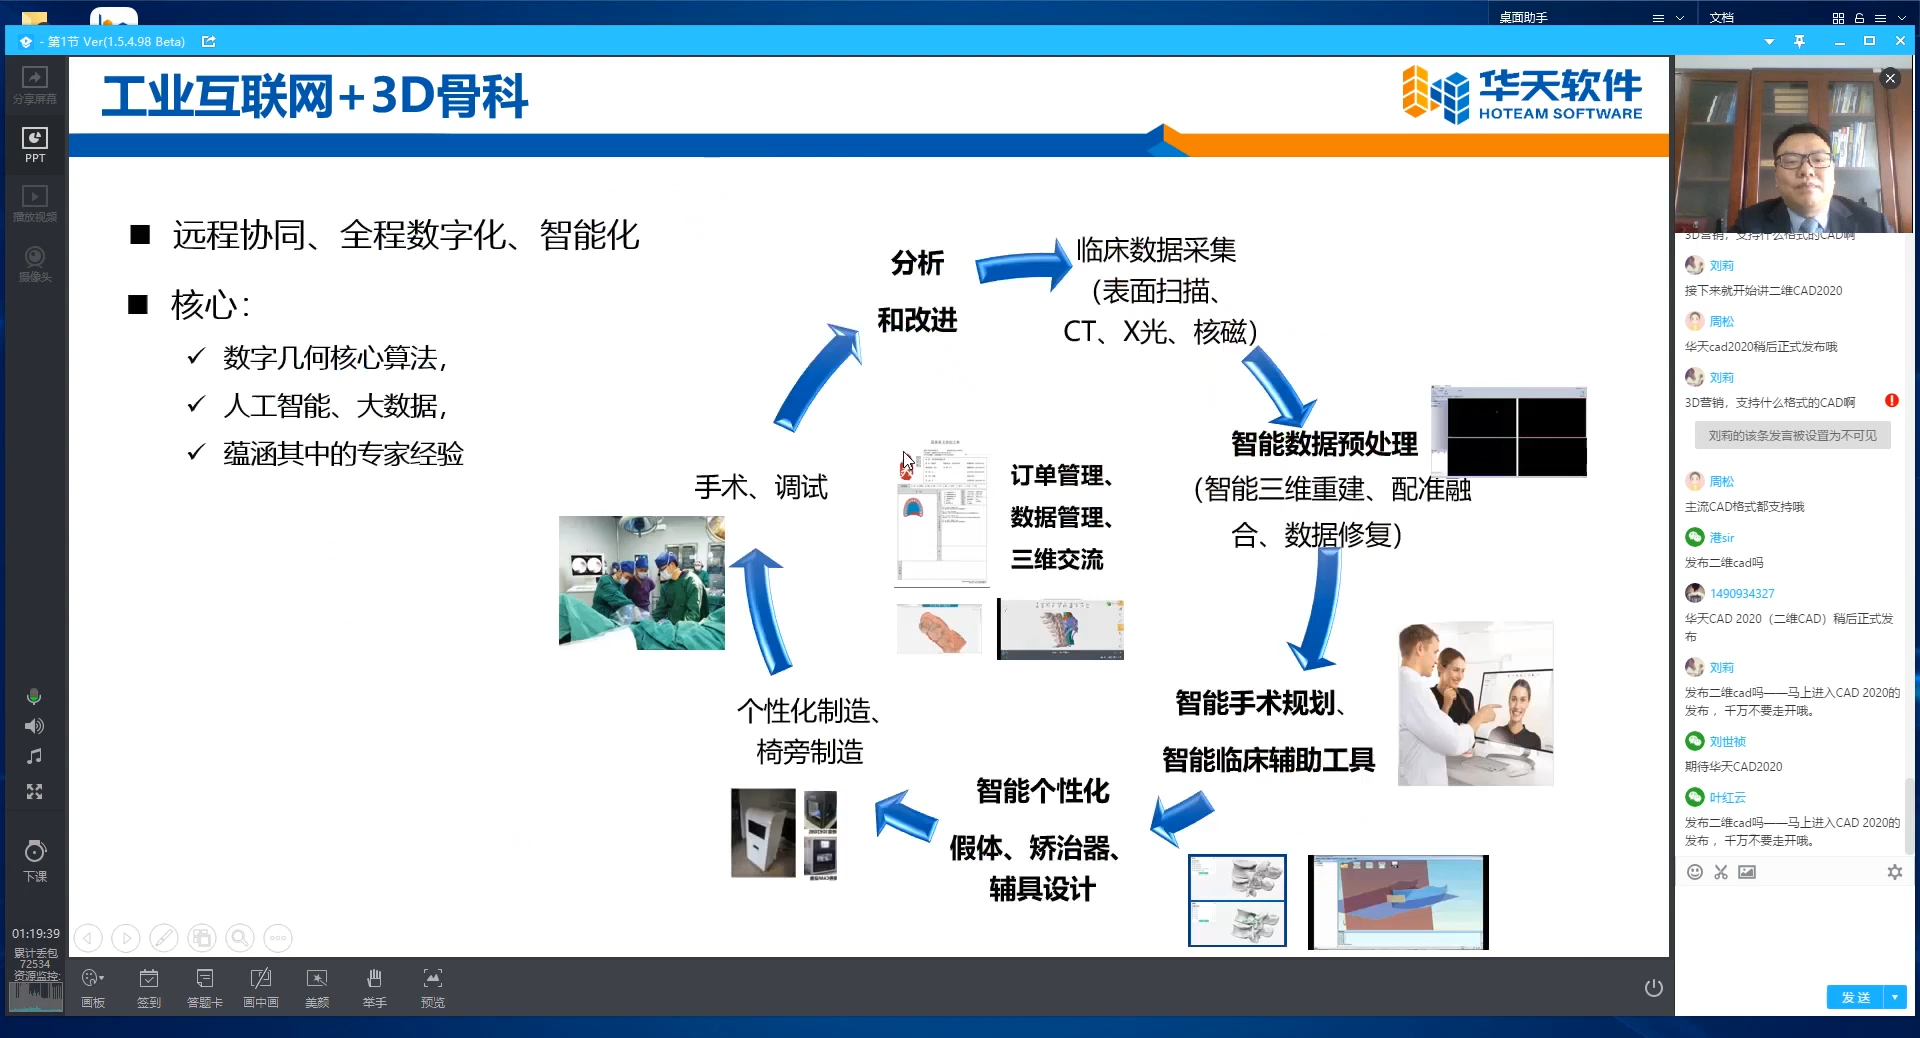 桌面助手
文档
- 第1节 Ver(1.5.4.98 Beta)
分享屏幕
PPT
播放视频
摄像头
下课
01:19:39
累计丢包
72534
资源监控:
工业互联网+3D骨科
华天软件
HOTEAM SOFTWARE
远程协同、全程数字化、智能化
核心：
数字几何核心算法，
人工智能、大数据，
蕴涵其中的专家经验
分析
和改进
临床数据采集
（表面扫描、
CT、X光、核磁）
智能数据预处理
（智能三维重建、配准融
合、数据修复）
手术、调试
订单管理、
数据管理、
三维交流
智能手术规划、
智能临床辅助工具
个性化制造、
椅旁制造
智能个性化
假体、矫治器、
辅具设计
画板
签到
答题卡
画中画
美颜
举手
预览
3D营销，支持什么格式的CAD啊
刘莉
接下来就开始讲二维CAD2020
周松
华天cad2020稍后正式发布哦
刘莉
3D营销，支持什么格式的CAD啊
刘莉的该条发言被设置为不可见
周松
主流CAD格式都支持哦
港sir
发布二维cad吗
1490934327
华天CAD 2020（二维CAD）稍后正式发
布
刘莉
发布二维cad吗——马上进入CAD 2020的
发布 ，千万不要走开哦。
刘世祯
期待华天CAD2020
叶红云
发布二维cad吗——马上进入CAD 2020的
发布 ，千万不要走开哦。
发送